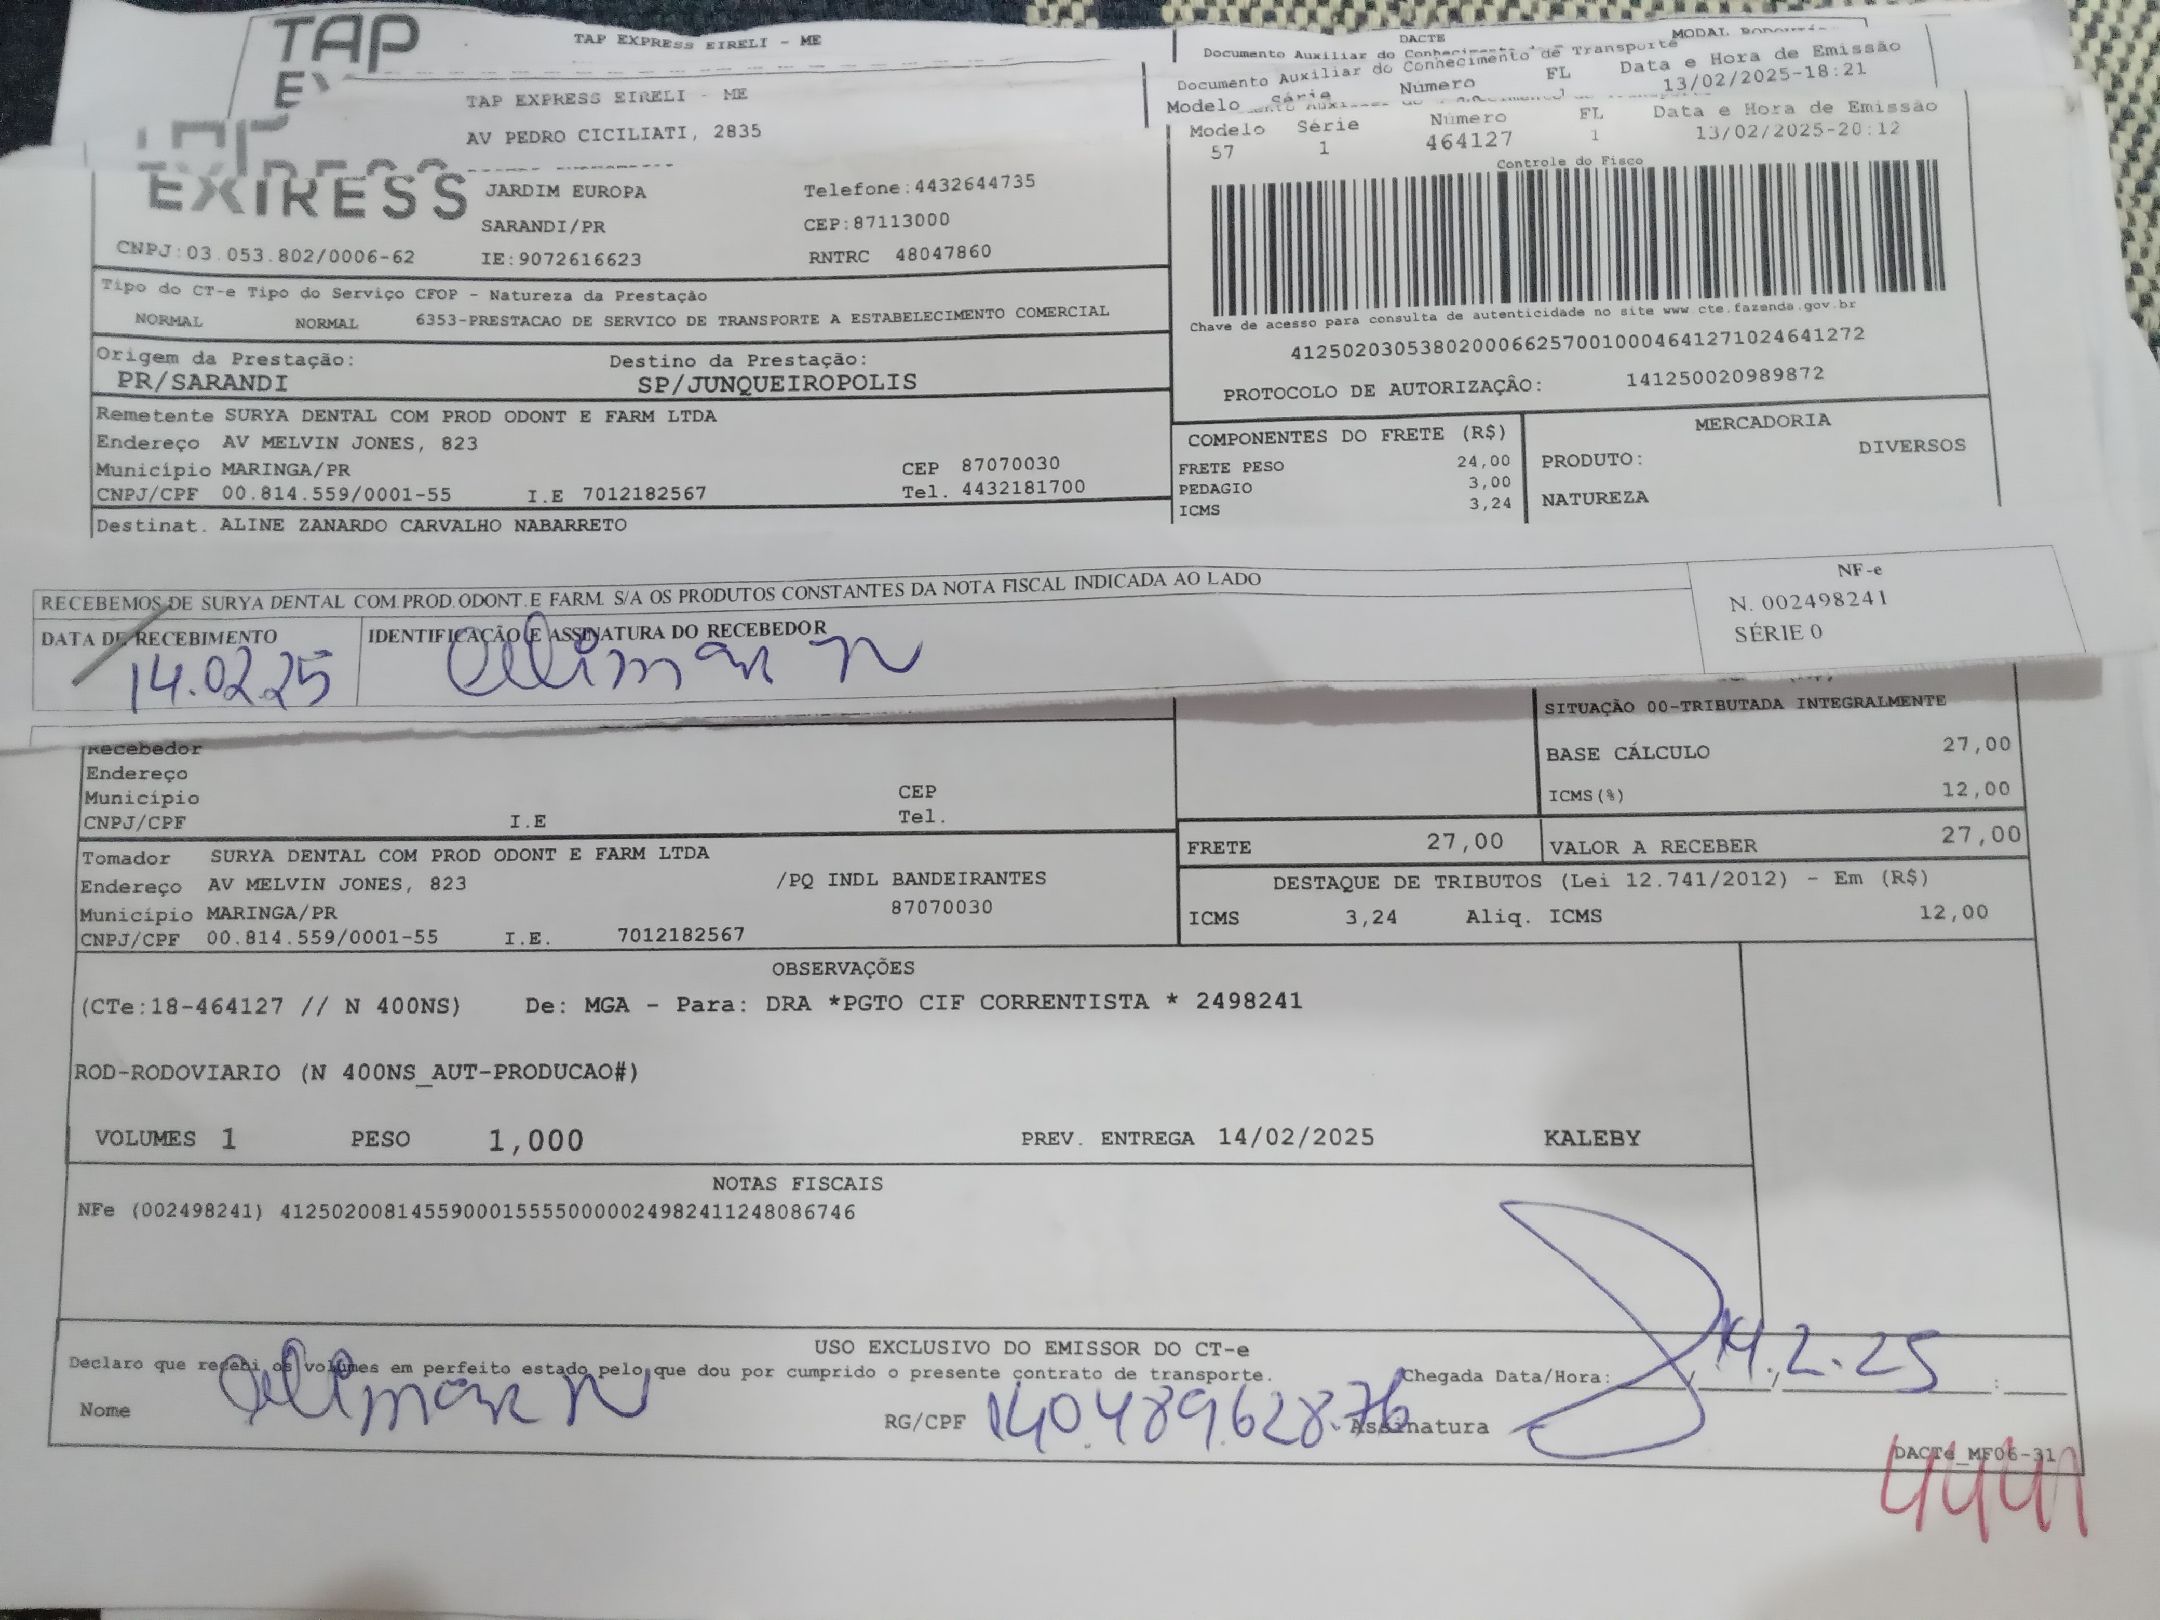 TAP
TAP EXPRESS EIRELI - ME
DACTE
Documento Auxiliar do Conhecimento de Transporte
Documento Auxiliar do Conhecimento de Transporte
Número FL Data e Hora de Emissão
13/02/2025-18:21
Modelo Série
TAP EXPRESS EIRELI - ME
AV PEDRO CICILIATI, 2835
EXPRESS
JARDIM EUROPA Telefone:4432644735
SARANDI/PR CEP:87113000
CNPJ:03.053.802/0006-62 IE:9072616623 RNTRC 48047860
Modelo Série Número FL Data e Hora de Emissão
57 1 464127 1 13/02/2025-20:12
Controle do Fisco
Chave de acesso para consulta de autenticidade no site www.cte.fazenda.gov.br
41250203053802000662570010004641271024641272
PROTOCOLO DE AUTORIZAÇÃO: 141250020989872
Tipo do CT-e Tipo do Serviço CFOP - Natureza da Prestação
NORMAL NORMAL 6353-PRESTACAO DE SERVICO DE TRANSPORTE A ESTABELECIMENTO COMERCIAL
Origem da Prestação: Destino da Prestação:
PR/SARANDI SP/JUNQUEIROPOLIS
Remetente SURYA DENTAL COM PROD ODONT E FARM LTDA
Endereço AV MELVIN JONES, 823
Município MARINGA/PR CEP 87070030
CNPJ/CPF 00.814.559/0001-55 I.E 7012182567 Tel. 4432181700
Destinat. ALINE ZANARDO CARVALHO NABARRETO
COMPONENTES DO FRETE (R$)
FRETE PESO 24,00
PEDAGIO 3,00
ICMS 3,24
MERCADORIA
PRODUTO: DIVERSOS
NATUREZA
RECEBEMOS DE SURYA DENTAL COM.PROD.ODONT.E FARM. S/A OS PRODUTOS CONSTANTES DA NOTA FISCAL INDICADA AO LADO
DATA DE RECEBIMENTO IDENTIFICAÇÃO E ASSINATURA DO RECEBEDOR
14.02.25
NF-e
N. 002498241
SÉRIE 0
SITUAÇÃO 00-TRIBUTADA INTEGRALMENTE
BASE CÁLCULO 27,00
ICMS(%) 12,00
Recebedor
Endereço
Município CEP
CNPJ/CPF I.E Tel.
FRETE 27,00 VALOR A RECEBER 27,00
Tomador SURYA DENTAL COM PROD ODONT E FARM LTDA
Endereço AV MELVIN JONES, 823 /PQ INDL BANDEIRANTES
Município MARINGA/PR 87070030
CNPJ/CPF 00.814.559/0001-55 I.E. 7012182567
DESTAQUE DE TRIBUTOS (Lei 12.741/2012) - Em (R$)
ICMS 3,24 Aliq. ICMS 12,00
OBSERVAÇÕES
(CTe:18-464127 // N 400NS) De: MGA - Para: DRA *PGTO CIF CORRENTISTA * 2498241
ROD-RODOVIARIO (N 400NS_AUT-PRODUCAO#)
VOLUMES 1 PESO 1,000 PREV. ENTREGA 14/02/2025 KALEBY
NOTAS FISCAIS
NFe (002498241) 41250200814559000155550000024982411248086746
USO EXCLUSIVO DO EMISSOR DO CT-e
Declaro que recebi os volumes em perfeito estado pelo que dou por cumprido o presente contrato de transporte.
Chegada Data/Hora: 14.2.25
Nome RG/CPF 140.489.628.76 Assinatura
DACTe_MF06-31